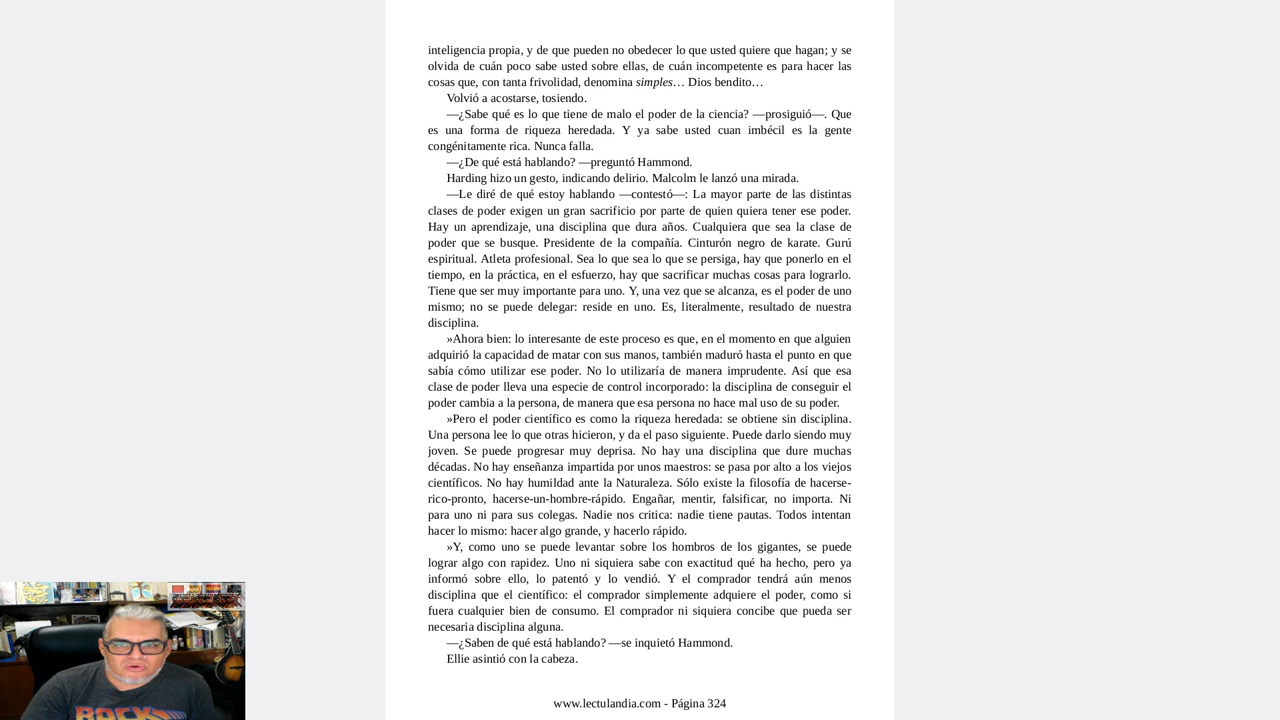 inteligencia propia, y de que pueden no obedecer lo que usted quiere que hagan; y se
olvida de cuán poco sabe usted sobre ellas, de cuán incompetente es para hacer las
cosas que, con tanta frivolidad, denomina simples… Dios bendito…
Volvió a acostarse, tosiendo.
—¿Sabe qué es lo que tiene de malo el poder de la ciencia? —prosiguió—. Que
es una forma de riqueza heredada. Y ya sabe usted cuan imbécil es la gente
congénitamente rica. Nunca falla.
—¿De qué está hablando? —preguntó Hammond.
Harding hizo un gesto, indicando delirio. Malcolm le lanzó una mirada.
—Le diré de qué estoy hablando —contestó—: La mayor parte de las distintas
clases de poder exigen un gran sacrificio por parte de quien quiera tener ese poder.
Hay un aprendizaje, una disciplina que dura años. Cualquiera que sea la clase de
poder que se busque. Presidente de la compañía. Cinturón negro de karate. Gurú
espiritual. Atleta profesional. Sea lo que sea lo que se persiga, hay que ponerlo en el
tiempo, en la práctica, en el esfuerzo, hay que sacrificar muchas cosas para lograrlo.
Tiene que ser muy importante para uno. Y, una vez que se alcanza, es el poder de uno
mismo; no se puede delegar: reside en uno. Es, literalmente, resultado de nuestra
disciplina.
»Ahora bien: lo interesante de este proceso es que, en el momento en que alguien
adquirió la capacidad de matar con sus manos, también maduró hasta el punto en que
sabía cómo utilizar ese poder. No lo utilizaría de manera imprudente. Así que esa
clase de poder lleva una especie de control incorporado: la disciplina de conseguir el
poder cambia a la persona, de manera que esa persona no hace mal uso de su poder.
»Pero el poder científico es como la riqueza heredada: se obtiene sin disciplina.
Una persona lee lo que otras hicieron, y da el paso siguiente. Puede darlo siendo muy
joven. Se puede progresar muy deprisa. No hay una disciplina que dure muchas
décadas. No hay enseñanza impartida por unos maestros: se pasa por alto a los viejos
científicos. No hay humildad ante la Naturaleza. Sólo existe la filosofía de hacerse-
rico-pronto, hacerse-un-hombre-rápido. Engañar, mentir, falsificar, no importa. Ni
para uno ni para sus colegas. Nadie nos critica: nadie tiene pautas. Todos intentan
hacer lo mismo: hacer algo grande, y hacerlo rápido.
»Y, como uno se puede levantar sobre los hombros de los gigantes, se puede
lograr algo con rapidez. Uno ni siquiera sabe con exactitud qué ha hecho, pero ya
informó sobre ello, lo patentó y lo vendió. Y el comprador tendrá aún menos
disciplina que el científico: el comprador simplemente adquiere el poder, como si
fuera cualquier bien de consumo. El comprador ni siquiera concibe que pueda ser
necesaria disciplina alguna.
—¿Saben de qué está hablando? —se inquietó Hammond.
Ellie asintió con la cabeza.
www.lectulandia.com - Página 324